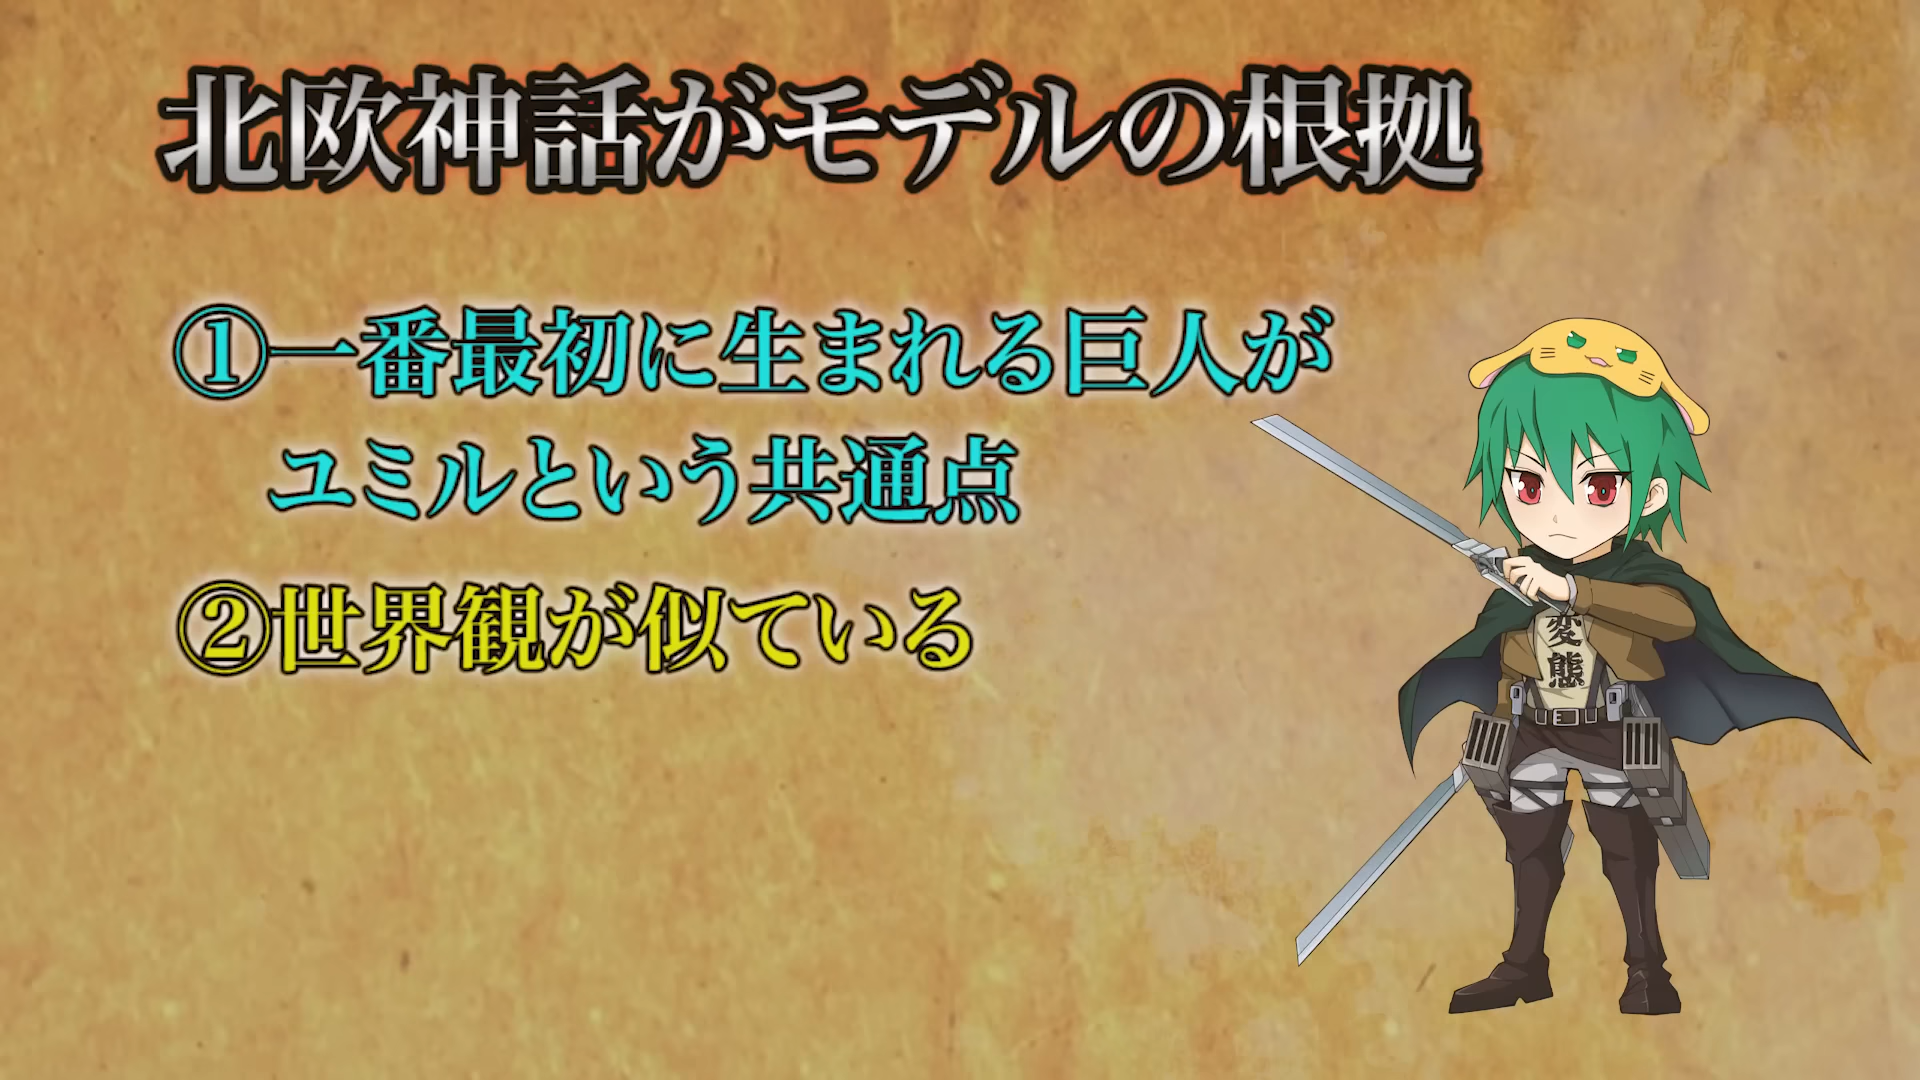 北欧神話がモデルの根拠
①一番最初に生まれる巨人が
ユミルという共通点
②世界観が似ている
変態